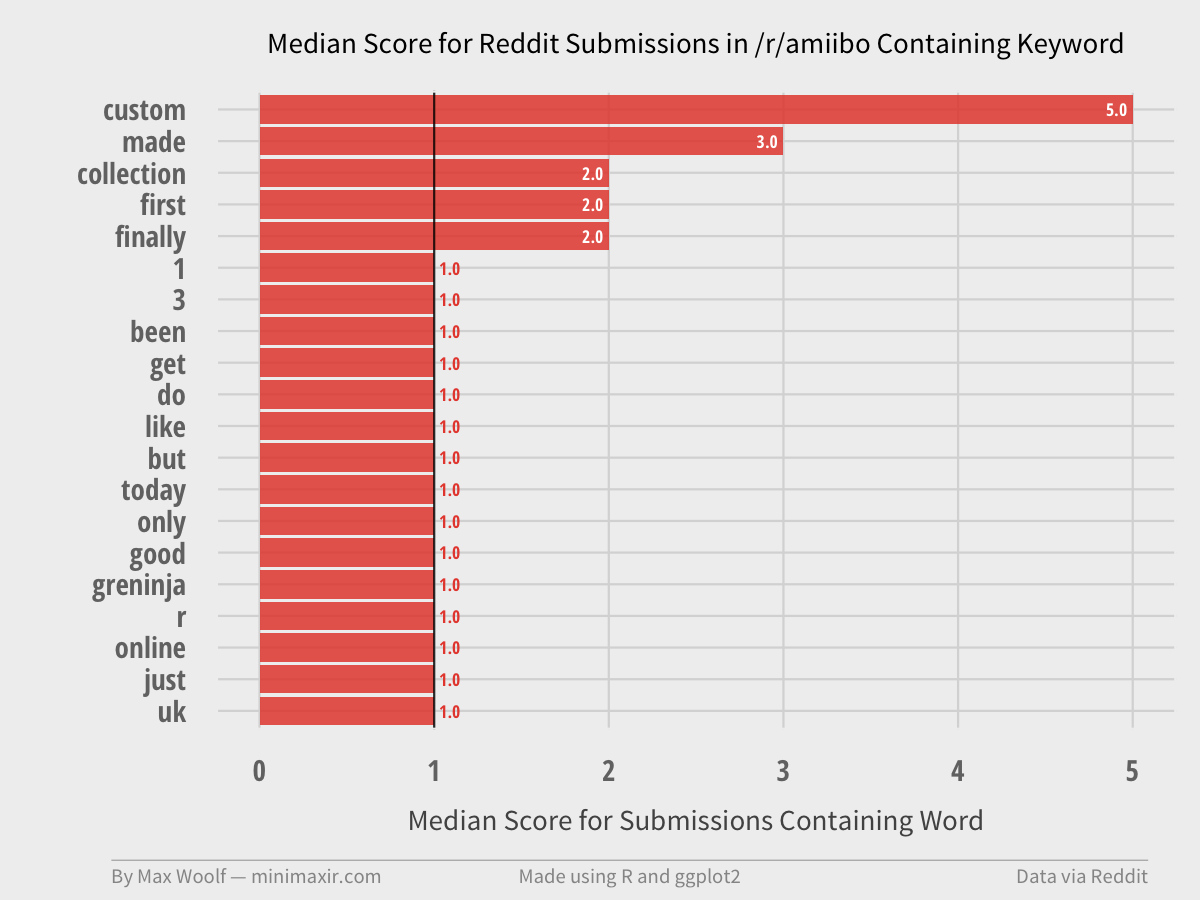 Median Score for Reddit Submissions in /r/amiibo Containing Keyword
custom 5.0
made 3.0
collection 2.0
first 2.0
finally 2.0
1 1.0
3 1.0
been 1.0
get 1.0
do 1.0
like 1.0
but 1.0
today 1.0
only 1.0
good 1.0
greninja 1.0
r 1.0
online 1.0
just 1.0
uk 1.0
0 1 2 3 4 5
Median Score for Submissions Containing Word
By Max Woolf — minimaxir.com Made using R and ggplot2 Data via Reddit